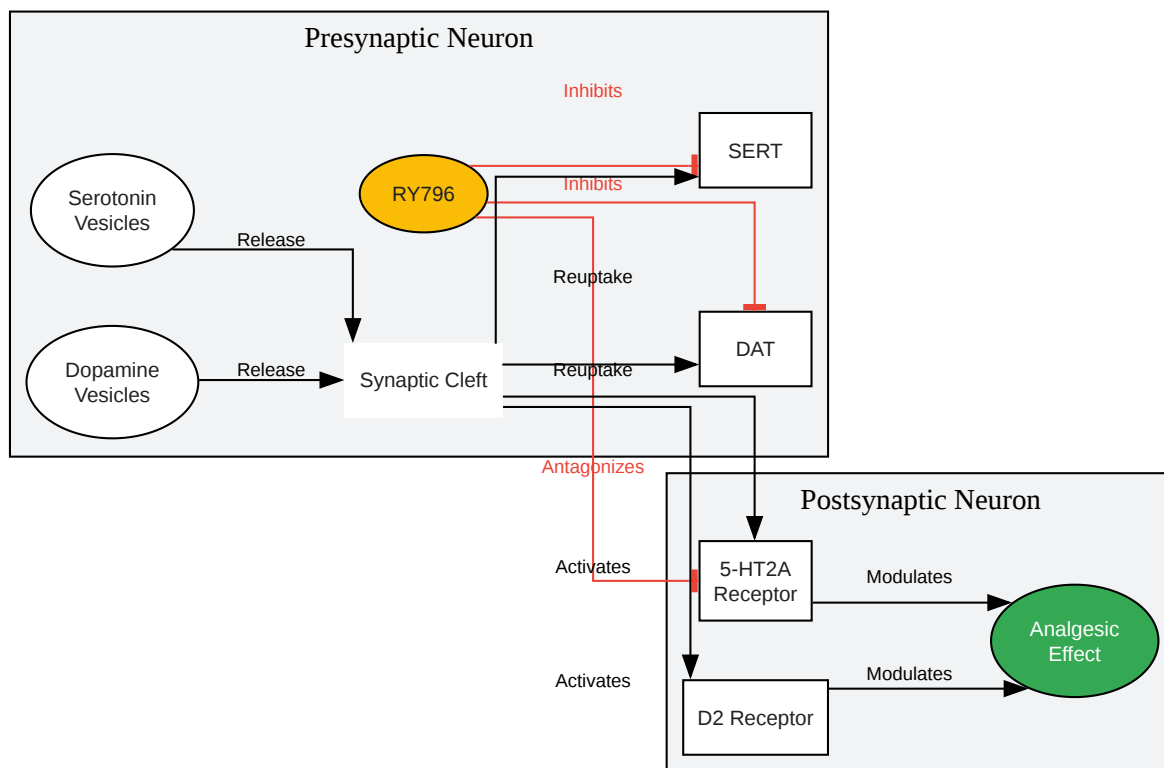 Presynaptic Neuron
Inhibits
SERT
Serotonin
Vesicles
RY796
Inhibits
Release
Reuptake
DAT
Dopamine
Vesicles
Release
Synaptic Cleft
Reuptake
Antagonizes
Postsynaptic Neuron
Activates
5-HT2A
Receptor
Modulates
Analgesic
Effect
Activates
D2 Receptor
Modulates